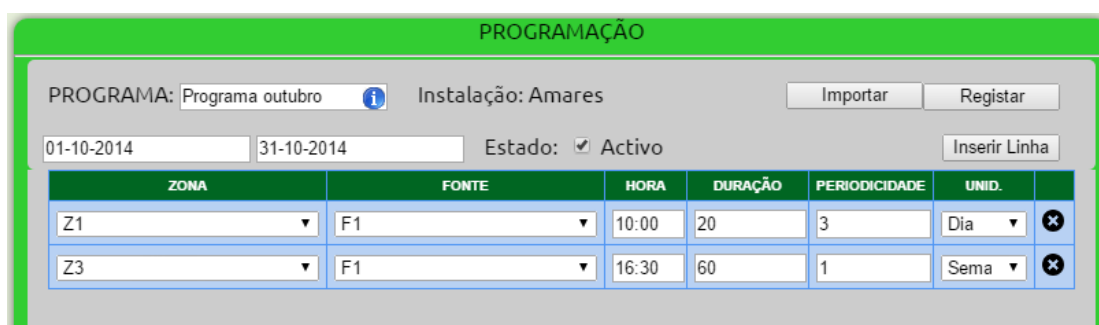 PROGRAMAÇÃO
PROGRAMA: Programa outubro i Instalação: Amares Importar Registar
01-10-2014 31-10-2014 Estado: Activo Inserir Linha
ZONA FONTE HORA DURAÇÃO PERIODICIDADE UNID.
Z1 F1 10:00 20 3 Dia
Z3 F1 16:30 60 1 Sema